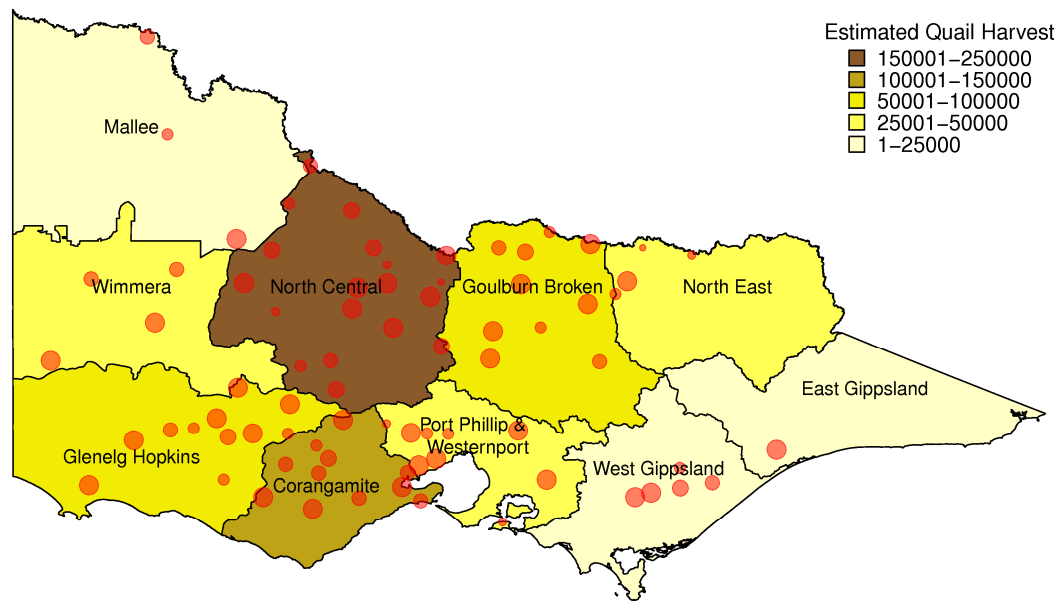 Estimated Quail Harvest
150001−250000
100001−150000
50001−100000
25001−50000
1−25000
Mallee
Wimmera
North Central
Goulburn Broken
North East
East Gippsland
Port Phillip &
Westernport
Glenelg Hopkins
West Gippsland
Corangamite